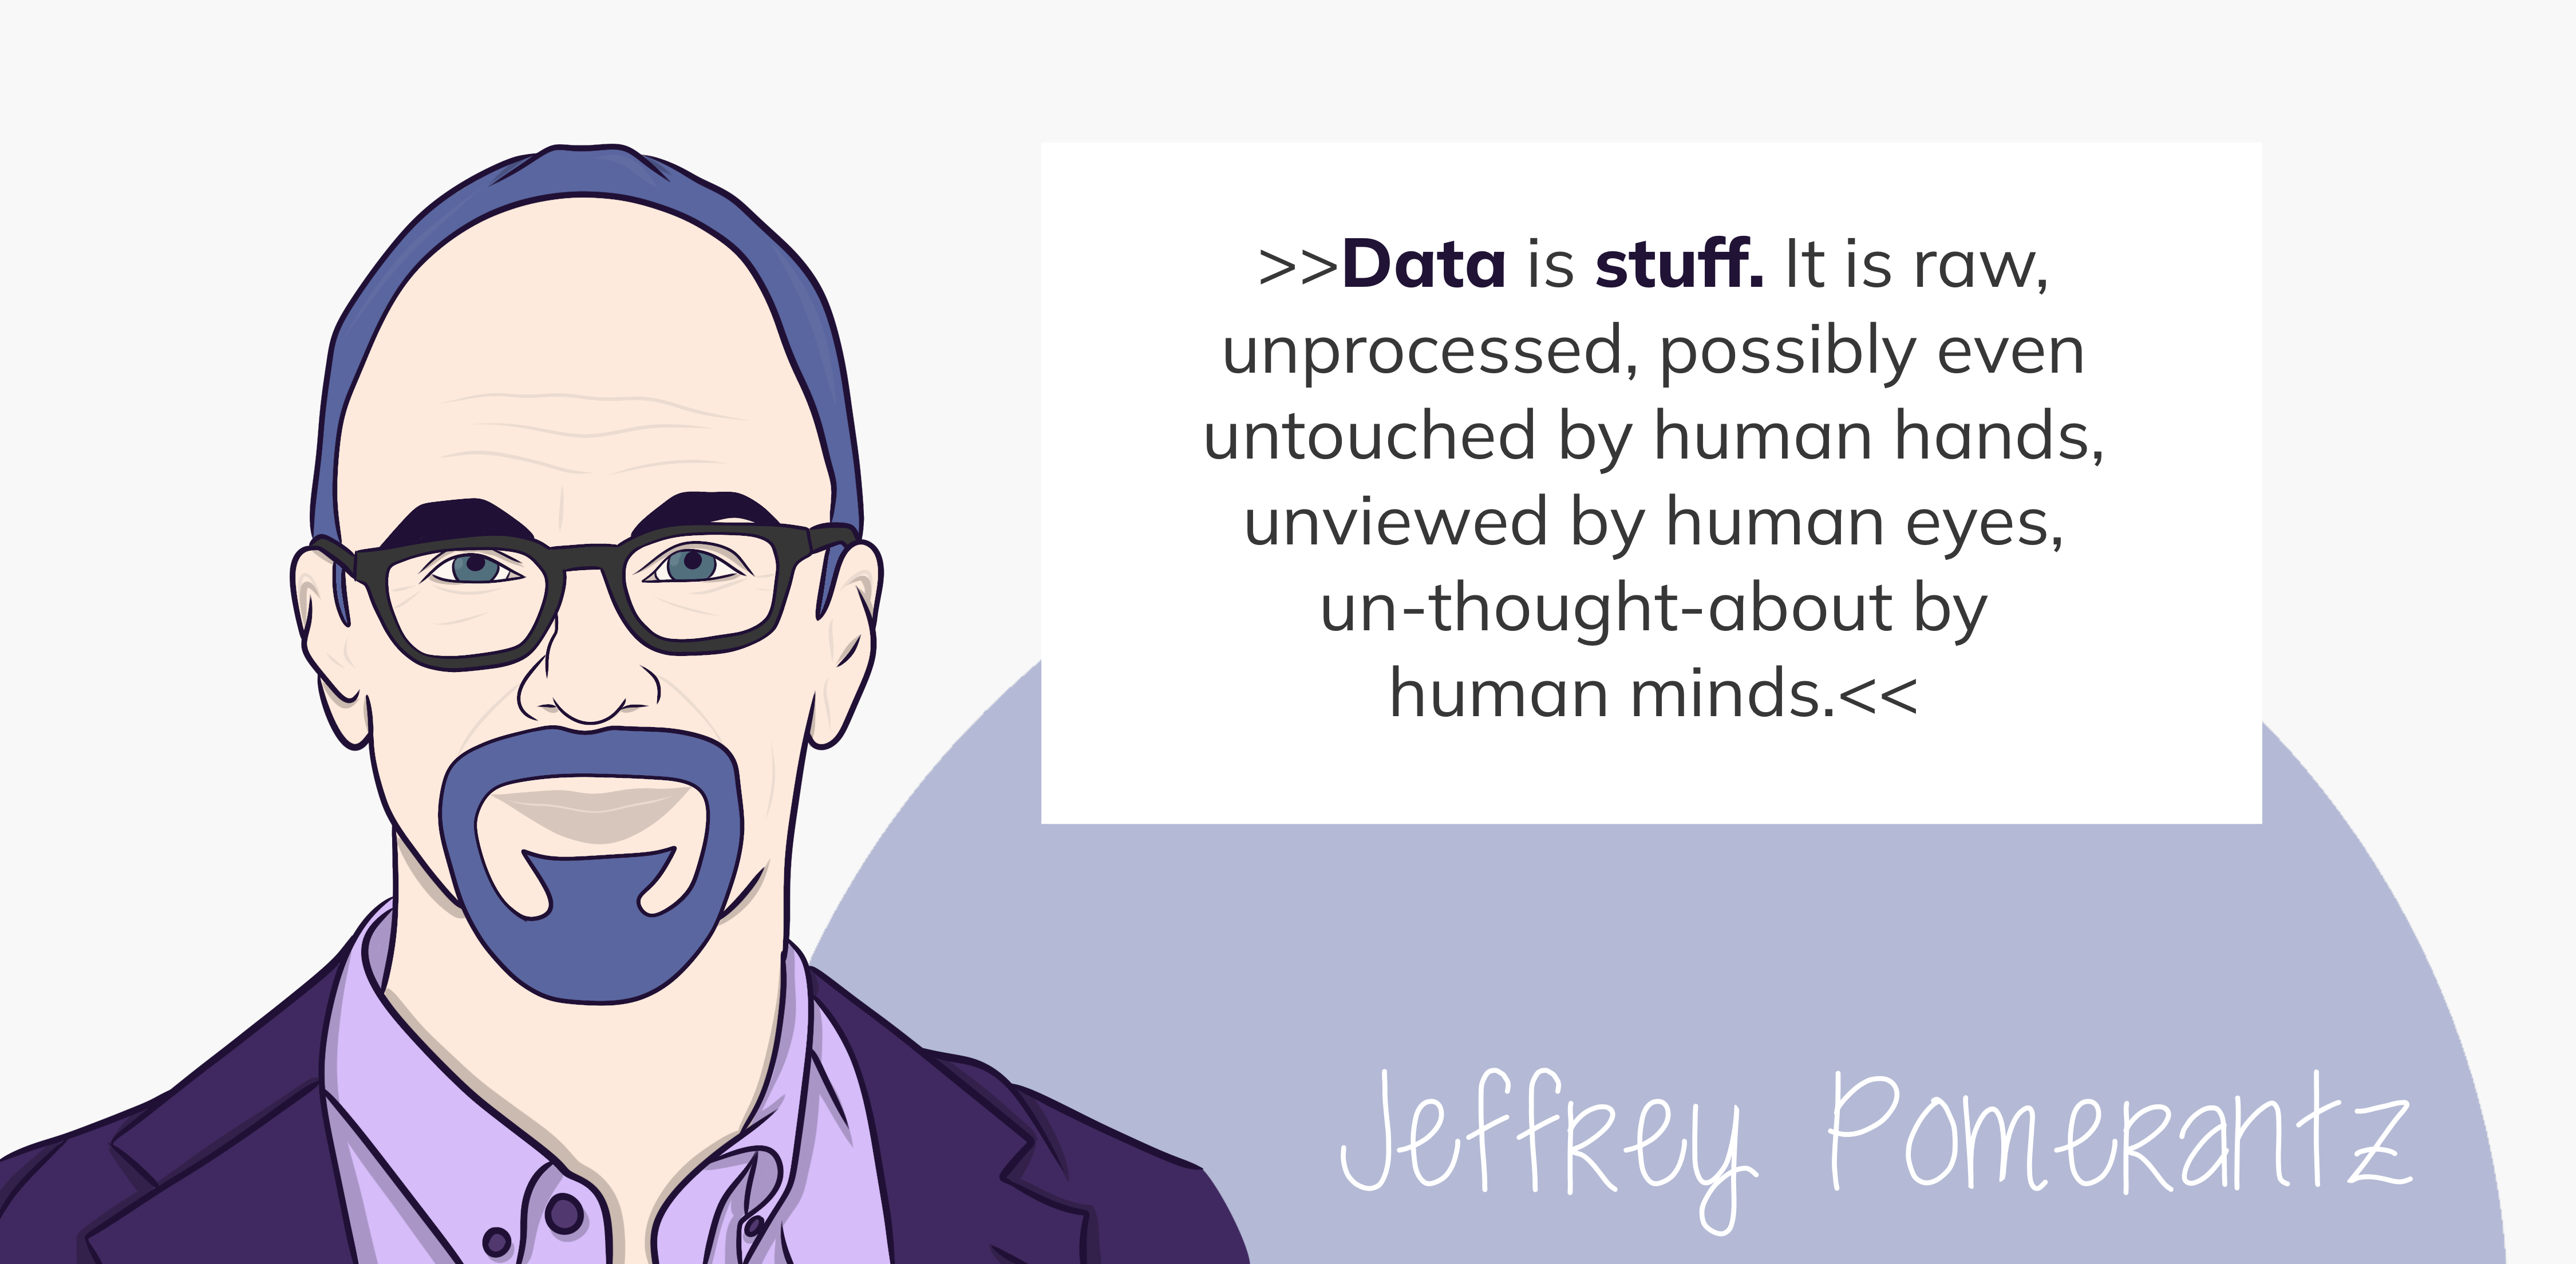 >>Data is stuff. It is raw,
unprocessed, possibly even
untouched by human hands,
unviewed by human eyes,
un-thought-about by
human minds.<<
Jeffrey Pomerantz